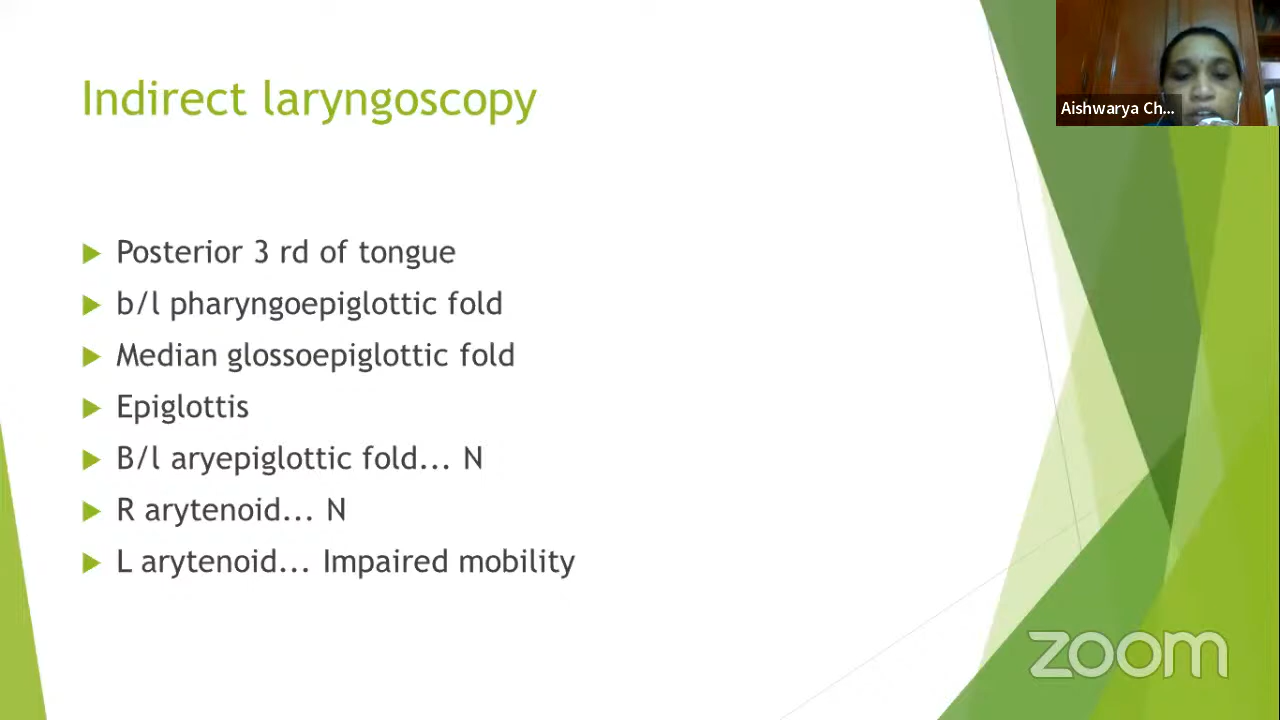 Indirect laryngoscopy
Aishwarya Ch...
Posterior 3 rd of tongue
b/l pharyngoepiglottic fold
Median glossoepiglottic fold
Epiglottis
B/l aryepiglottic fold... N
R arytenoid... N
L arytenoid... Impaired mobility
zoom